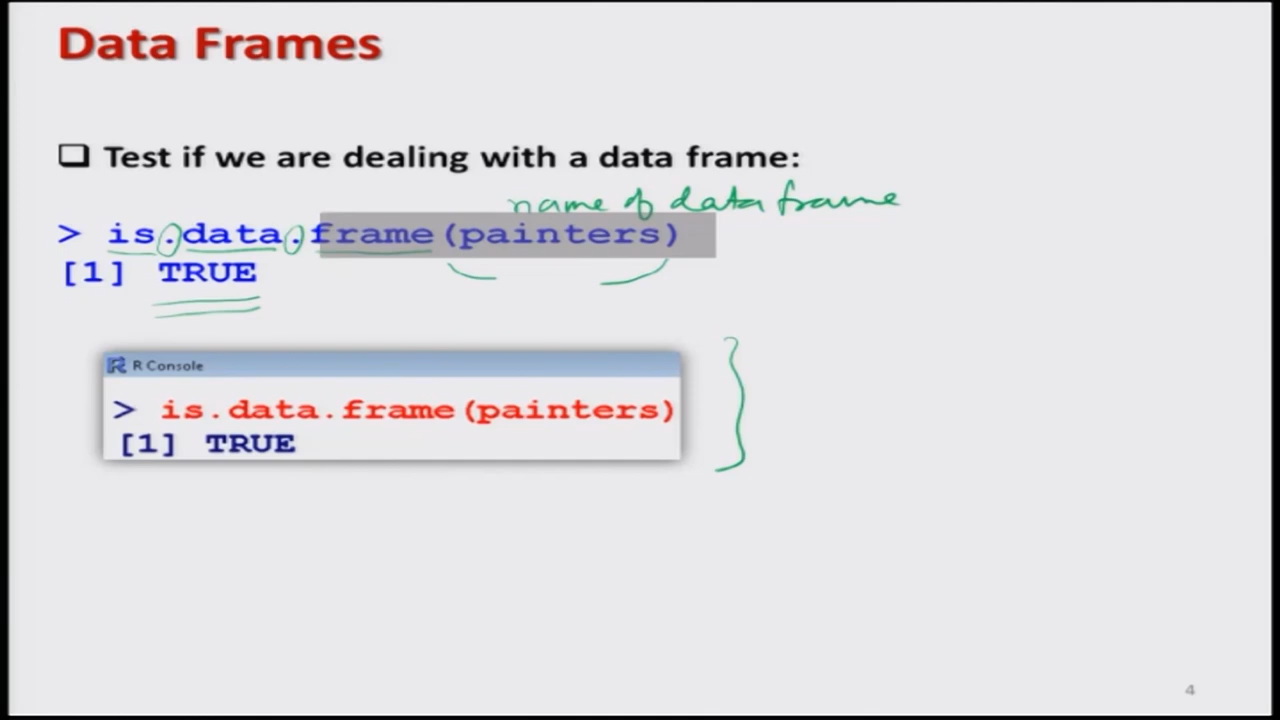 Data Frames
❑ Test if we are dealing with a data frame:
name of data frame
> is.data.frame(painters)
[1] TRUE
R Console
> is.data.frame(painters)
[1] TRUE
4